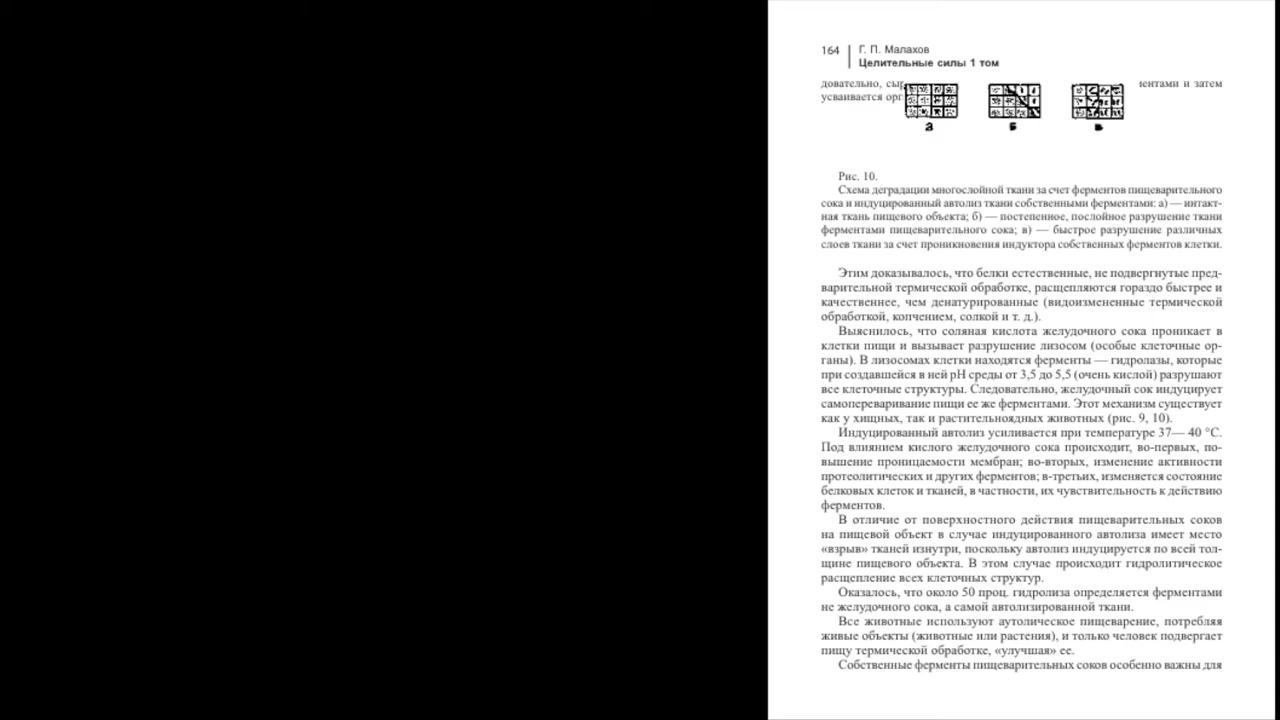 164
Г. П. Малахов
Целительные силы 1 том
довательно, сыр ентами и затем
усваивается орг
а б в
Рис. 10.
Схема деградации многослойной ткани за счет ферментов пищеварительного
сока и индуцированный автолиз ткани собственными ферментами: а) — интакт-
ная ткань пищевого объекта; б) — постепенное, послойное разрушение ткани
ферментами пищеварительного сока; в) — быстрое разрушение различных
слоев ткани за счет проникновения индуктора собственных ферментов клетки.
Этим доказывалось, что белки естественные, не подвергнутые пред-
варительной термической обработке, расщепляются гораздо быстрее и
качественнее, чем денатурированные (видоизмененные термической
обработкой, копчением, солкой и т. д.).
Выяснилось, что соляная кислота желудочного сока проникает в
клетки пищи и вызывает разрушение лизосом (особые клеточные ор-
ганы). В лизосомах клетки находятся ферменты — гидролазы, которые
при создавшейся в ней pH среды от 3,5 до 5,5 (очень кислой) разрушают
все клеточные структуры. Следовательно, желудочный сок индуцирует
самопереваривание пищи ее же ферментами. Этот механизм существует
как у хищных, так и растительноядных животных (рис. 9, 10).
Индуцированный автолиз усиливается при температуре 37— 40 °C.
Под влиянием кислого желудочного сока происходит, во-первых, по-
вышение проницаемости мембран; во-вторых, изменение активности
протеолитических и других ферментов; в-третьих, изменяется состояние
белковых клеток и тканей, в частности, их чувствительность к действию
ферментов.
В отличие от поверхностного действия пищеварительных соков
на пищевой объект в случае индуцированного автолиза имеет место
«взрыв» тканей изнутри, поскольку автолиз индуцируется по всей тол-
щине пищевого объекта. В этом случае происходит гидролитическое
расщепление всех клеточных структур.
Оказалось, что около 50 проц. гидролиза определяется ферментами
не желудочного сока, а самой автолизированной ткани.
Все животные используют аутолическое пищеварение, потребляя
живые объекты (животные или растения), и только человек подвергает
пищу термической обработке, «улучшая» ее.
Собственные ферменты пищеварительных соков особенно важны для